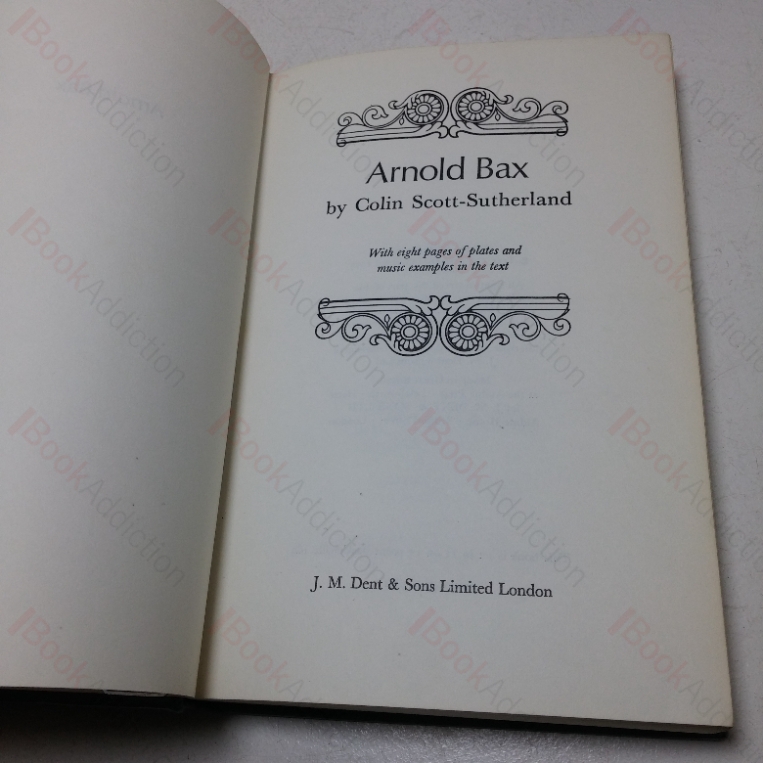 Arnold Bax
by Colin Scott-Sutherland
With eight pages of plates and
music examples in the text
J. M. Dent & Sons Limited London
BookAddiction